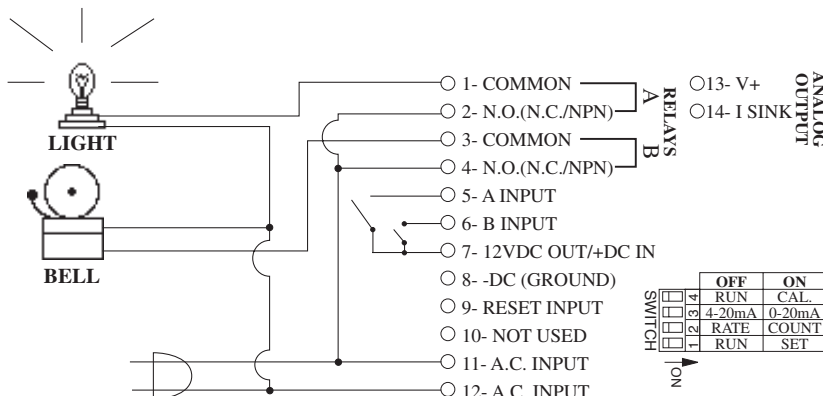 LIGHT
BELL
1- COMMON
2- N.O.(N.C./NPN)
3- COMMON
4- N.O.(N.C./NPN)
5- A INPUT
6- B INPUT
7- 12VDC OUT/+DC IN
8- -DC (GROUND)
9- RESET INPUT
10- NOT USED
11- A.C. INPUT
12- A.C. INPUT
A
B
RELAYS
13- V+
14- I SINK
ANALOG
OUTPUT
SWITCH
OFF ON
4 RUN CAL.
3 4-20mA 0-20mA
2 RATE COUNT
1 RUN SET
ON